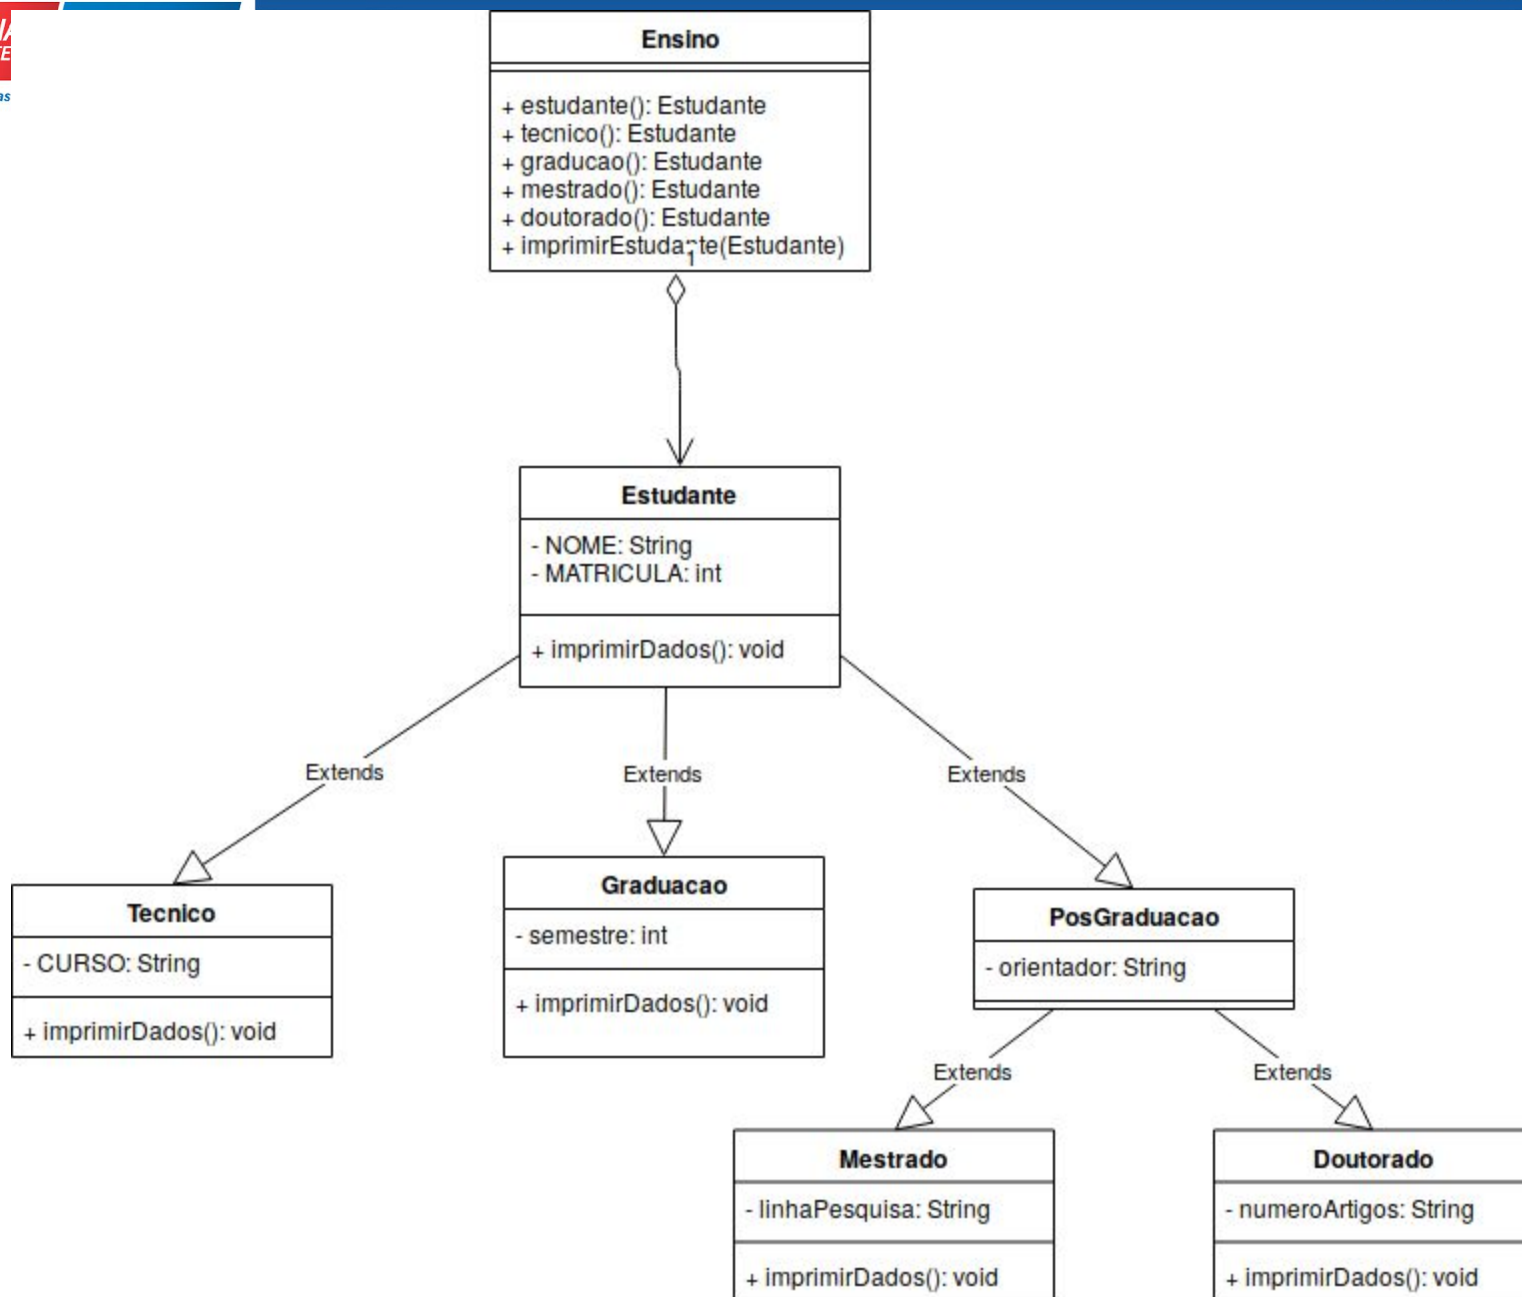 as
Ensino
+ estudante(): Estudante
+ tecnico(): Estudante
+ graducao(): Estudante
+ mestrado(): Estudante
+ doutorado(): Estudante
+ imprimirEstudante(Estudante)
1
Estudante
- NOME: String
- MATRICULA: int
+ imprimirDados(): void
Extends
Extends
Extends
Tecnico
- CURSO: String
+ imprimirDados(): void
Graduacao
- semestre: int
+ imprimirDados(): void
PosGraduacao
- orientador: String
Extends
Extends
Mestrado
- linhaPesquisa: String
+ imprimirDados(): void
Doutorado
- numeroArtigos: String
+ imprimirDados(): void